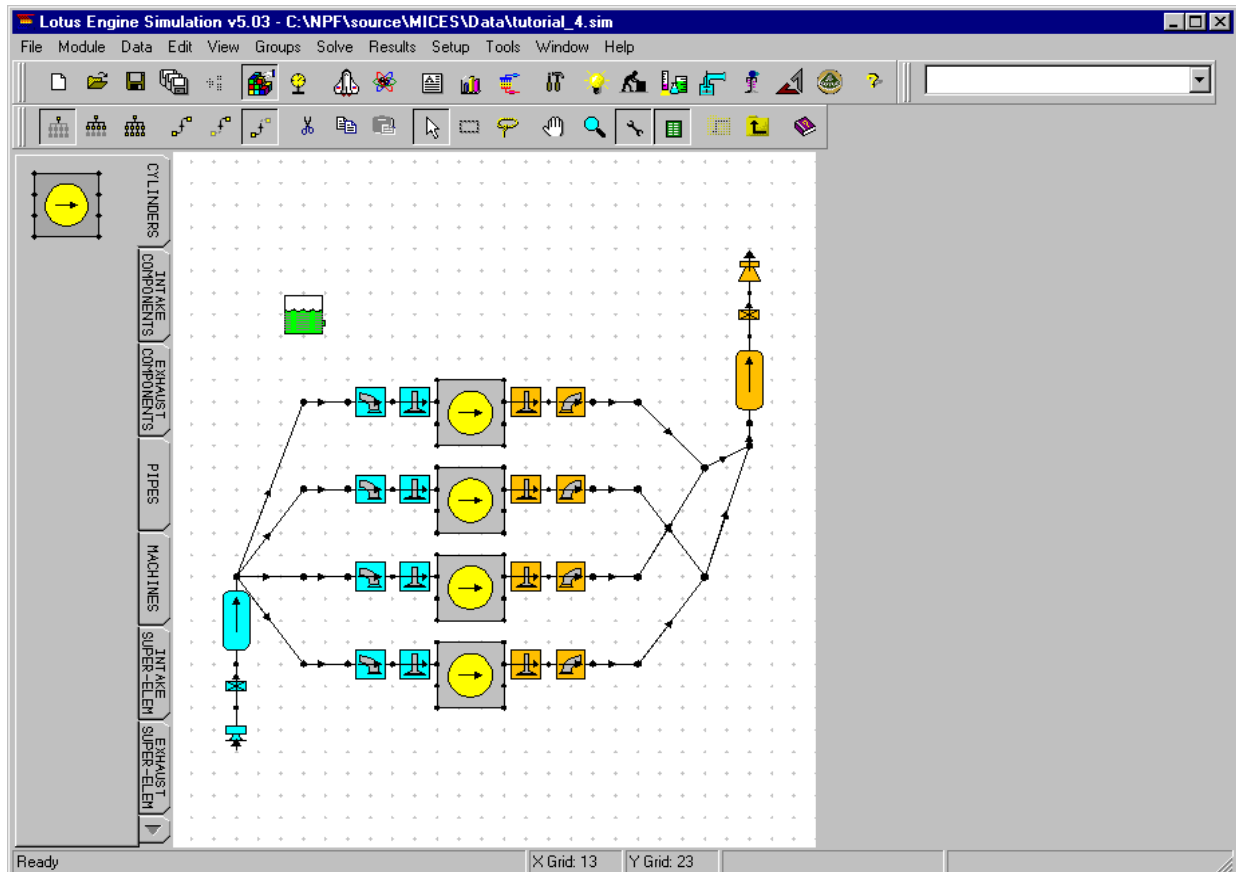 Lotus Engine Simulation v5.03 - C:\NPF\source\MICES\Data\tutorial_4.sim
File Module Data Edit View Groups Solve Results Setup Tools Window Help
CYLINDERS
INTAKE
COMPONENTS
EXHAUST
COMPONENTS
PIPES
MACHINES
INTAKE
SUPER-ELEM
EXHAUST
SUPER-ELEM
Ready
X Grid: 13
Y Grid: 23